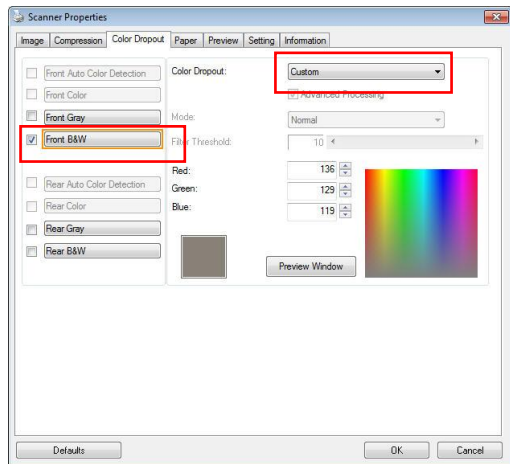 Scanner Properties
Image Compression Color Dropout Paper Preview Setting Information
Front Auto Color Detection
Front Color
Front Gray
Front B&W
Rear Auto Color Detection
Rear Color
Rear Gray
Rear B&W
Color Dropout: Custom
Advanced Processing
Mode: Normal
Filter Threshold: 10
Red: 136
Green: 129
Blue: 119
Preview Window
Defaults OK Cancel